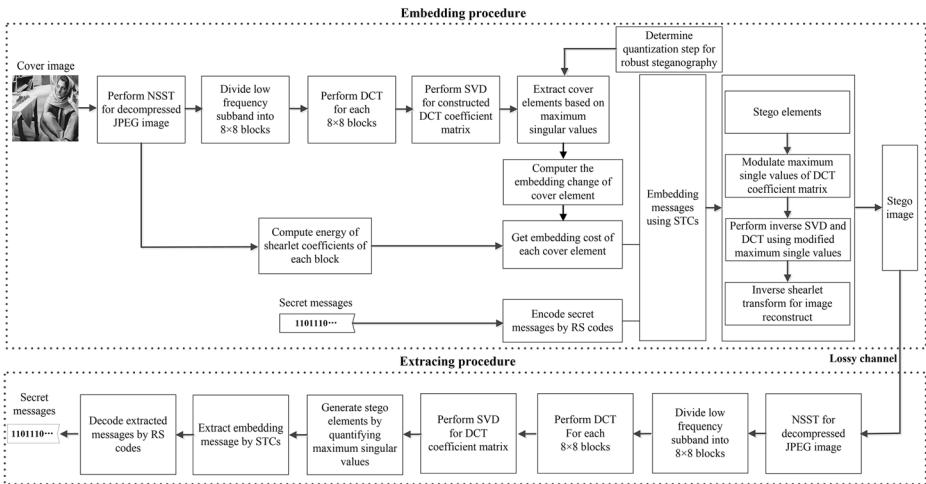 Embedding procedure
Determine
quantization step for
robust steganography
Cover image
Perform NSST
for decompressed
JPEG image
Divide low
frequency
subband into
8×8 blocks
Perform DCT
for each
8×8 blocks
Perform SVD
for constructed
DCT coefficient
matrix
Extract cover
elements based on
maximum
singular values
Computer the
embedding change of
cover element
Compute energy of
shearlet coefficients of
each block
Get embedding cost of
each cover element
Secret messages
1101110···
Encode secret
messages by RS codes
Embedding
messages
using STCs
Stego elements
Modulate maximum
single values of DCT
coefficient matrix
Perform inverse SVD and
DCT using modified
maximum single values
Inverse shearlet
transform for image
reconstruct
Stego
image
Lossy channel
Extracing procedure
Secret
messages
1101110···
Decode extracted
messages by RS
codes
Extract embedding
message by STCs
Generate stego
elements by
quantifying
maximum singular
values
Perform SVD
for DCT
coefficient matrix
Perform DCT
For each
8×8 blocks
Divide low
frequency
subband into
8×8 blocks
NSST for
decompressed
JPEG image